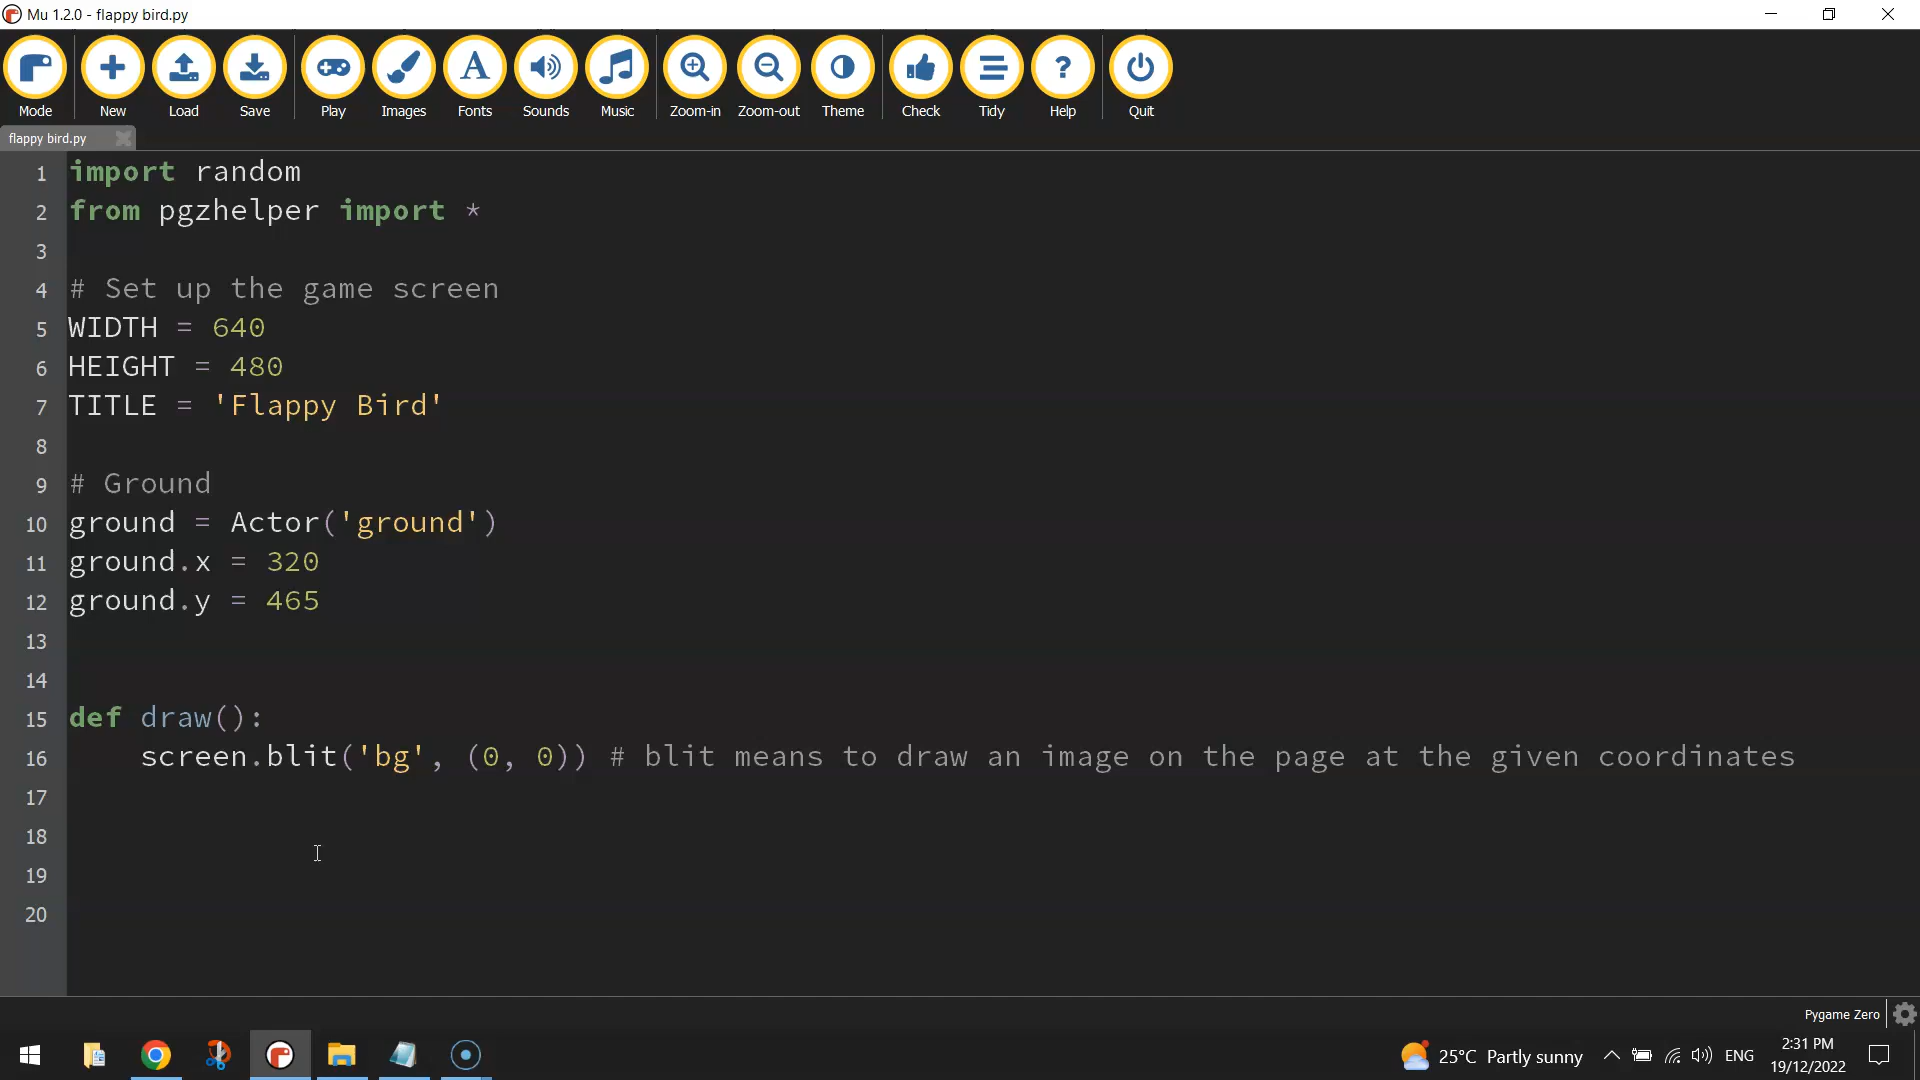 Mu 1.2.0 - flappy bird.py
Mode New Load Save Play Images Fonts Sounds Music Zoom-in Zoom-out Theme Check Tidy Help Quit
flappy bird.py
1 import random
2 from pgzhelper import *
3
4 # Set up the game screen
5 WIDTH = 640
6 HEIGHT = 480
7 TITLE = 'Flappy Bird'
8
9 # Ground
10 ground = Actor('ground')
11 ground.x = 320
12 ground.y = 465
13
14
15 def draw():
16     screen.blit('bg', (0, 0)) # blit means to draw an image on the page at the given coordinates
17
18
19
20
Pygame Zero
25°C Partly sunny ENG 2:31 PM
19/12/2022